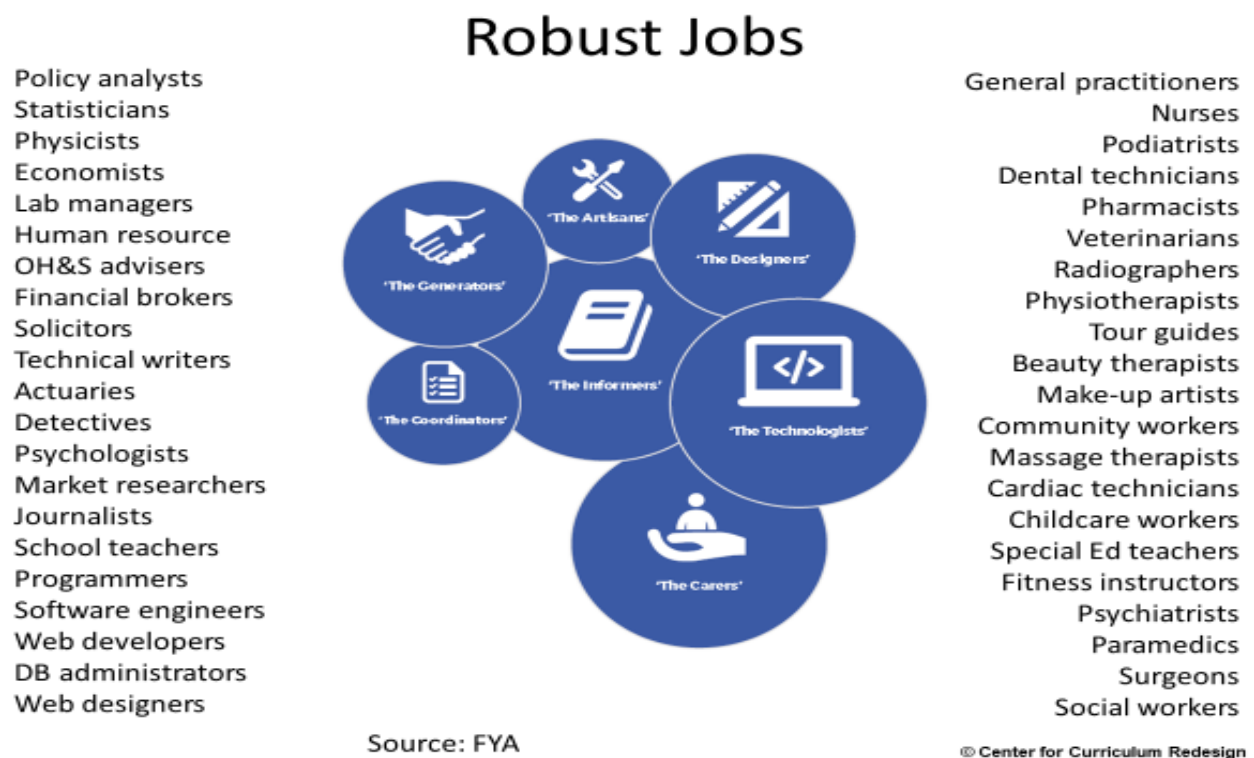 Robust Jobs
Policy analysts
Statisticians
Physicists
Economists
Lab managers
Human resource
OH&S advisers
Financial brokers
Solicitors
Technical writers
Actuaries
Detectives
Psychologists
Market researchers
Journalists
School teachers
Programmers
Software engineers
Web developers
DB administrators
Web designers
'The Artisans'
'The Designers'
'The Generators'
'The Informers'
'The Coordinators'
</>
'The Technologists'
'The Carers'
General practitioners
Nurses
Podiatrists
Dental technicians
Pharmacists
Veterinarians
Radiographers
Physiotherapists
Tour guides
Beauty therapists
Make-up artists
Community workers
Massage therapists
Cardiac technicians
Childcare workers
Special Ed teachers
Fitness instructors
Psychiatrists
Paramedics
Surgeons
Social workers
Source: FYA
© Center for Curriculum Redesign